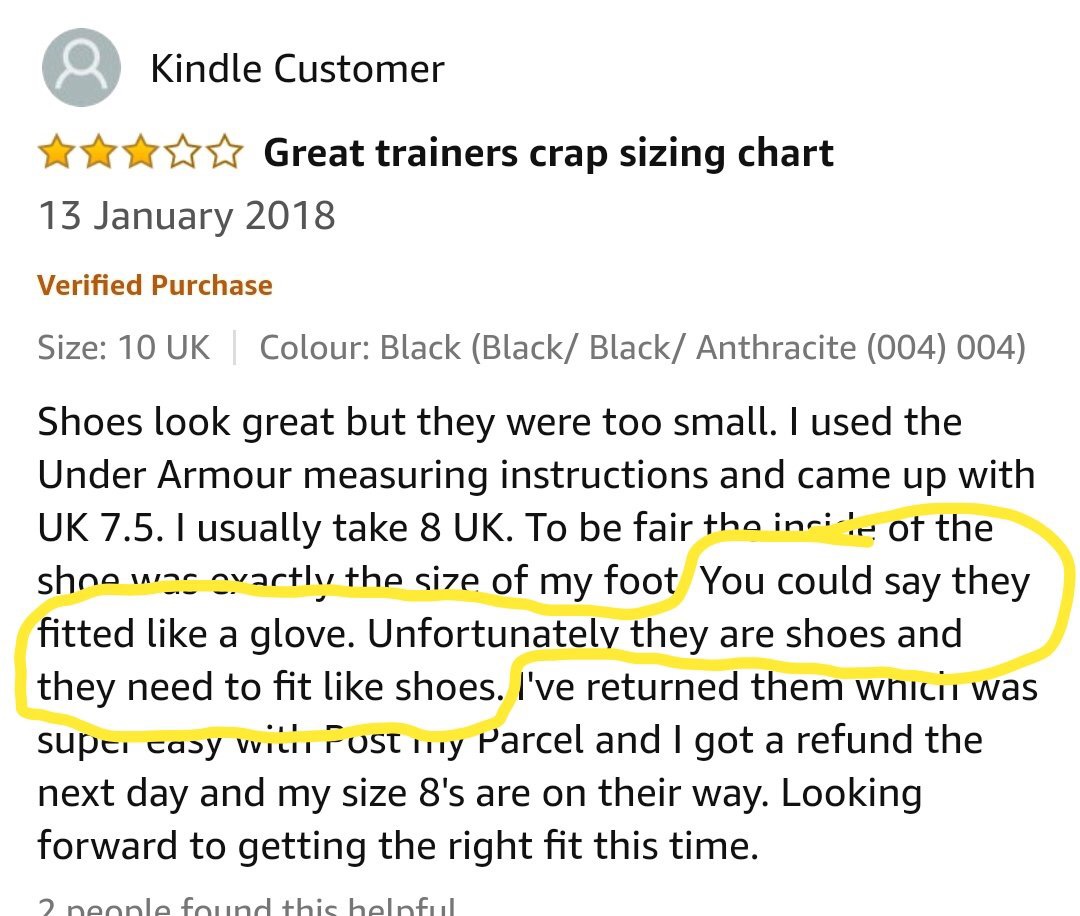 Kindle Customer
Great trainers crap sizing chart
13 January 2018
Verified Purchase
Size: 10 UK | Colour: Black (Black/ Black/ Anthracite (004) 004)
Shoes look great but they were too small. I used the
Under Armour measuring instructions and came up with
UK 7.5. I usually take 8 UK. To be fair the inside of the
shoe was exactly the size of my foot. You could say they
fitted like a glove. Unfortunately they are shoes and
they need to fit like shoes. I've returned them which was
super easy with Post my Parcel and I got a refund the
next day and my size 8's are on their way. Looking
forward to getting the right fit this time.
2 people found this helpful